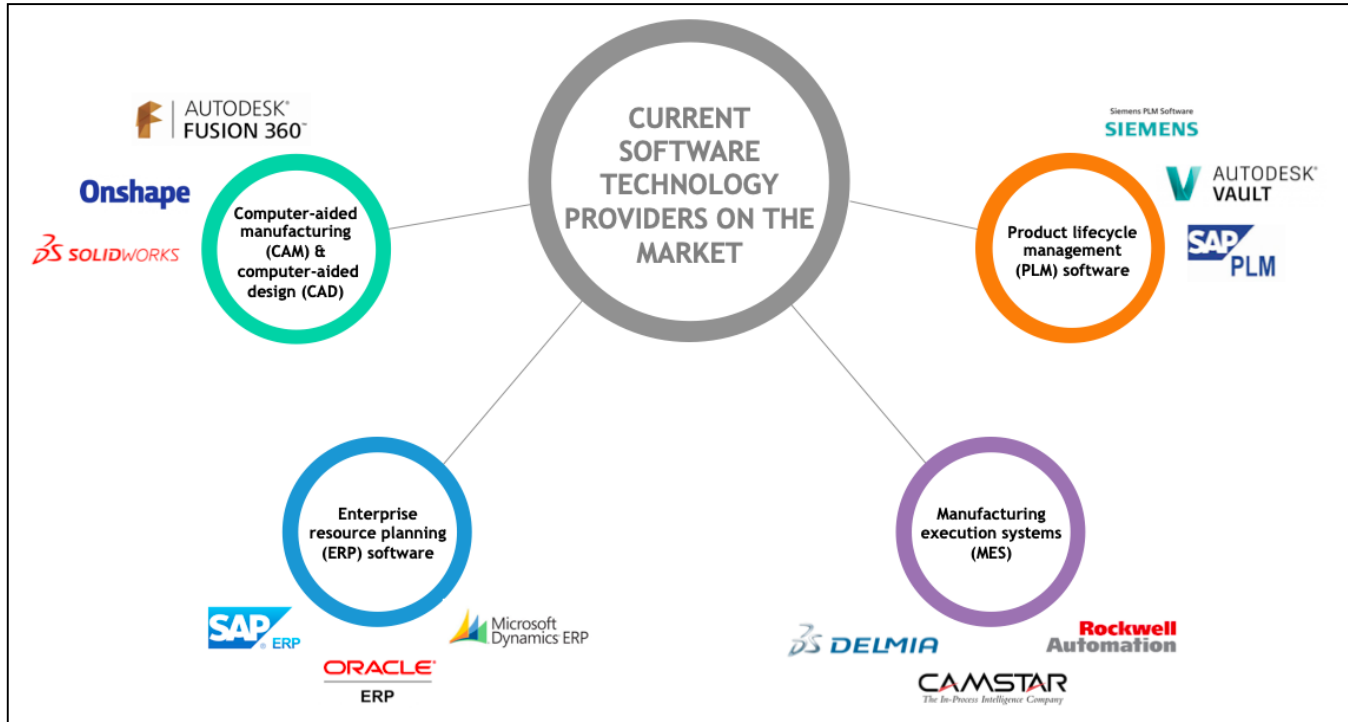 CURRENT
SOFTWARE
TECHNOLOGY
PROVIDERS ON THE
MARKET
AUTODESK®
FUSION 360™
Onshape
SOLIDWORKS
Computer-aided
manufacturing
(CAM) &
computer-aided
design (CAD)
Siemens PLM Software
SIEMENS
AUTODESK®
VAULT
SAP
PLM
Product lifecycle
management
(PLM) software
Enterprise
resource planning
(ERP) software
SAP® ERP
ORACLE®
ERP
Microsoft
Dynamics ERP
Manufacturing
execution systems
(MES)
DELMIA
CAMSTAR
The In-Process Intelligence Company
Rockwell
Automation